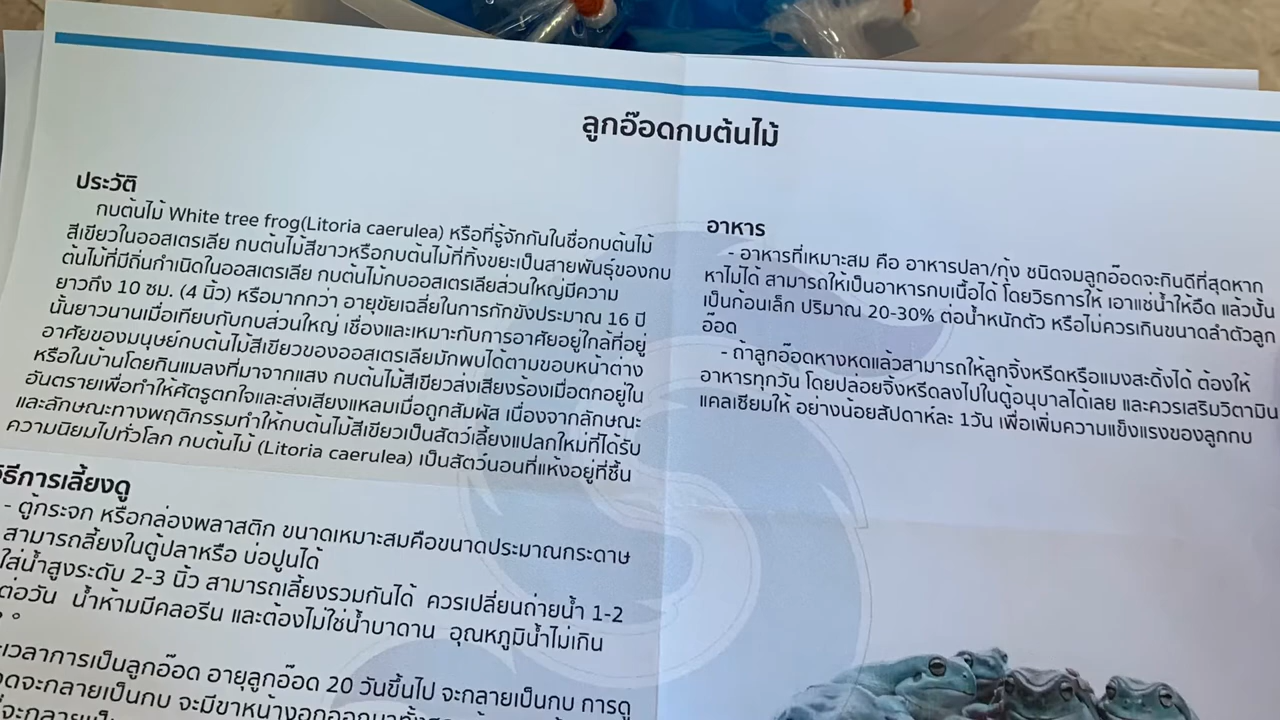 ลูกอ๊อดกบต้นไม้
ประวัติ
กบต้นไม้ White tree frog(Litoria caerulea) หรือที่รู้จักกันในชื่อกบต้นไม้
สีเขียวในออสเตรเลีย กบต้นไม้สีขาวหรือกบต้นไม้ที่ทิ้งขยะเป็นสายพันธุ์ของกบ
ต้นไม้ที่มีถิ่นกำเนิดในออสเตรเลีย กบต้นไม้กบออสเตรเลียส่วนใหญ่มีความ
ยาวถึง 10 ซม. (4 นิ้ว) หรือมากกว่า อายุขัยเฉลี่ยในการกักขังประมาณ 16 ปี
นั้นยาวนานเมื่อเทียบกับกบส่วนใหญ่ เชื่องและเหมาะกับการอาศัยอยู่ใกล้ที่อยู่
อาศัยของมนุษย์กบต้นไม้สีเขียวของออสเตรเลียมักพบได้ตามขอบหน้าต่าง
หรือในบ้านโดยกินแมลงที่มาจากแสง กบต้นไม้สีเขียวส่งเสียงร้องเมื่อตกอยู่ใน
อันตรายเพื่อทำให้ศัตรูตกใจและส่งเสียงแหลมเมื่อถูกสัมผัส เนื่องจากลักษณะ
และลักษณะทางพฤติกรรมทำให้กบต้นไม้สีเขียวเป็นสัตว์เลี้ยงแปลกใหม่ที่ได้รับ
ความนิยมไปทั่วโลก กบต้นไม้ (Litoria caerulea) เป็นสัตว์นอนที่แห้งอยู่ที่ชื้น
วิธีการเลี้ยงดู
- ตู้กระจก หรือกล่องพลาสติก ขนาดเหมาะสมคือขนาดประมาณกระดาษ
สามารถลี้ยงในตู้ปลาหรือ บ่อปูนได้
ใส่น้ำสูงระดับ 2-3 นิ้ว สามารถเลี้ยงรวมกันได้ ควรเปลี่ยนถ่ายน้ำ 1-2
ต่อวัน น้ำห้ามมีคลอรีน และต้องไม่ใช่น้ำบาดาน อุณหภูมิน้ำไม่เกิน
เวลาการเป็นลูกอ๊อด อายุลูกอ๊อด 20 วันขึ้นไป จะกลายเป็นกบ การดู
จะกลายเป็นกบ จะมีขาหน้างอกออกมา
อาหาร
- อาหารที่เหมาะสม คือ อาหารปลา/กุ้ง ชนิดจมลูกอ๊อดจะกินดีที่สุดหาก
หาไม่ได้ สามารถให้เป็นอาหารกบเนื้อได้ โดยวิธีการให้ เอาแช่น้ำให้อืด แล้วปั้น
เป็นก้อนเล็ก ปริมาณ 20-30% ต่อน้ำหนักตัว หรือไม่ควรเกินขนาดลำตัวลูก
อ๊อด
- ถ้าลูกอ๊อดหางหดแล้วสามารถให้ลูกจิ้งหรีดหรือแมงสะดิ้งได้ ต้องให้
อาหารทุกวัน โดยปล่อยจิ้งหรีดลงไปในตู้อนุบาลได้เลย และควรเสริมวิตามิน
แคลเซียมให้ อย่างน้อยสัปดาห์ละ 1วัน เพื่อเพิ่มความแข็งแรงของลูกกบ